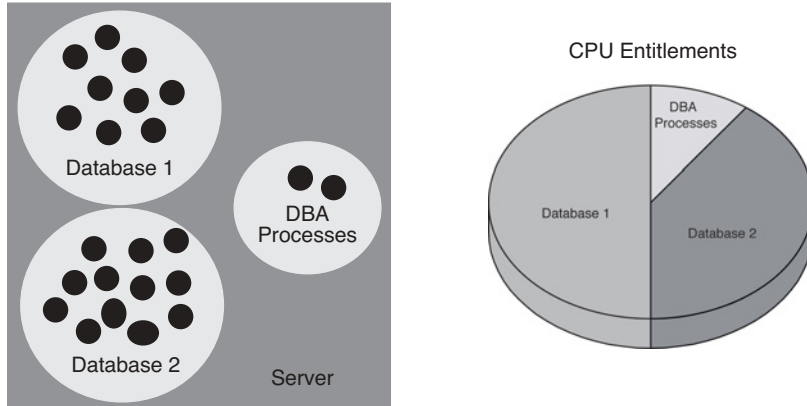 Database 1
DBA
Processes
Database 2
Server
CPU Entitlements
DBA
Processes
Database 1
Database 2